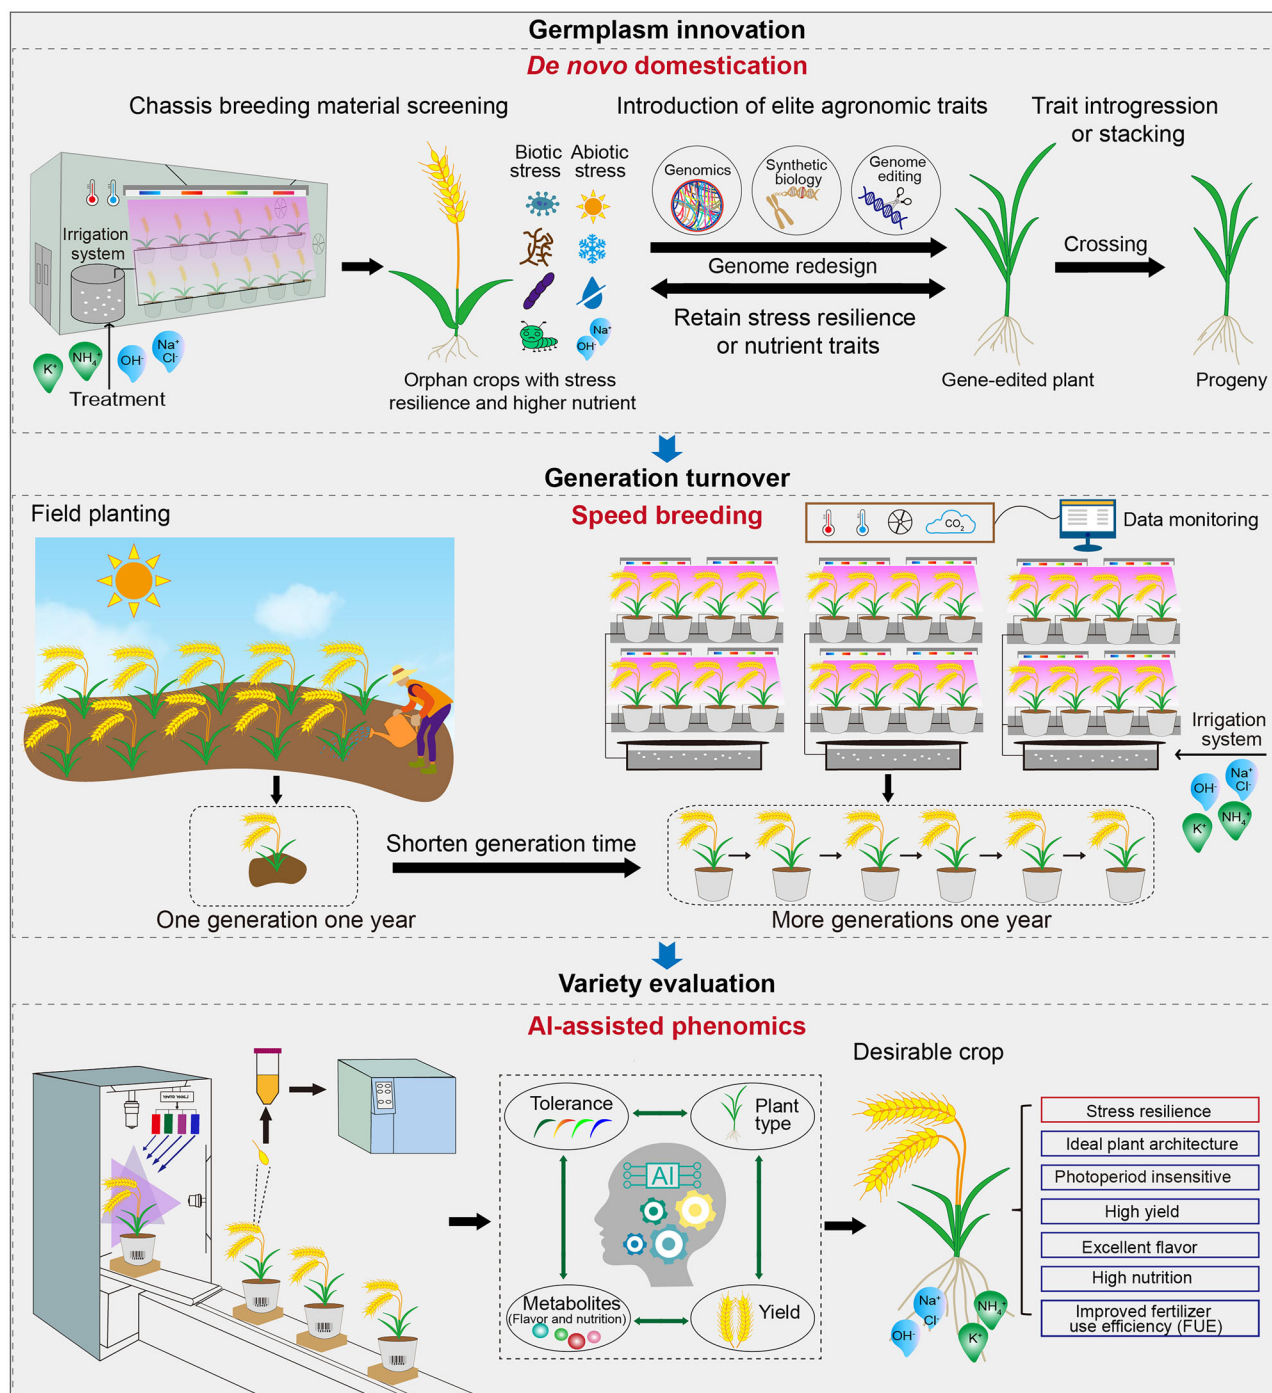 Germplasm innovation
De novo domestication
Chassis breeding material screening
Introduction of elite agronomic traits
Trait introgression
or stacking
Irrigation
system
K⁺
NH₄⁺
OH⁻
Na⁺
Cl⁻
Treatment
Biotic
stress
Abiotic
stress
Na⁺
OH⁻
Orphan crops with stress
resilience and higher nutrient
Genomics
Synthetic
biology
Genome
editing
Genome redesign
Retain stress resilience
or nutrient traits
Gene-edited plant
Crossing
Progeny
Generation turnover
Field planting
Speed breeding
CO₂
Data monitoring
Irrigation
system
OH⁻
Na⁺
Cl⁻
K⁺
NH₄⁺
Shorten generation time
One generation one year
More generations one year
Variety evaluation
AI-assisted phenomics
Tolerance
Plant
type
AI
Metabolites
(Flavor and nutrition)
Yield
Desirable crop
Na⁺
Cl⁻
OH⁻
NH₄⁺
K⁺
Stress resilience
Ideal plant architecture
Photoperiod insensitive
High yield
Excellent flavor
High nutrition
Improved fertilizer
use efficiency (FUE)